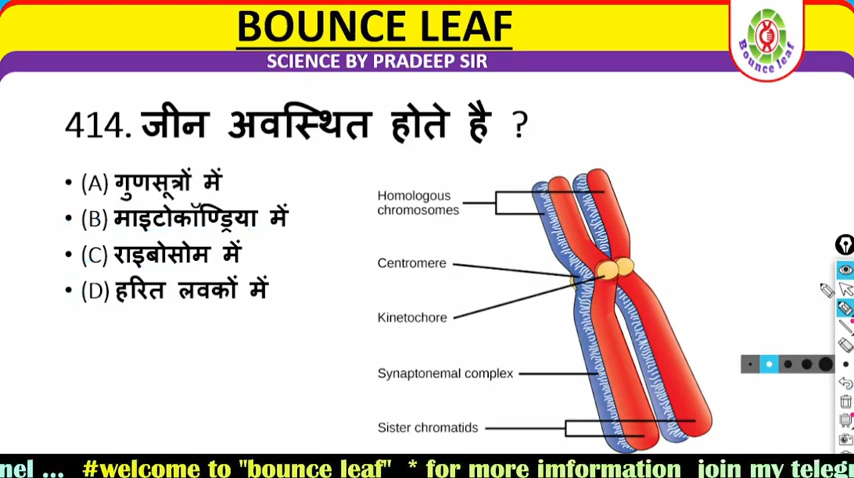 BOUNCE LEAF
SCIENCE BY PRADEEP SIR
Bounce leaf
414. जीन अवस्थित होते है ?
• (A) गुणसूत्रों में
• (B) माइटोकॉण्ड्रिया में
• (C) राइबोसोम में
• (D) हरित लवकों में
Homologous
chromosomes
Centromere
Kinetochore
Synaptonemal complex
Sister chromatids
nel ... #welcome to "bounce leaf" * for more imformation join my telegr